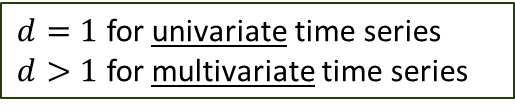 d = 1 for univariate time series
d > 1 for multivariate time series